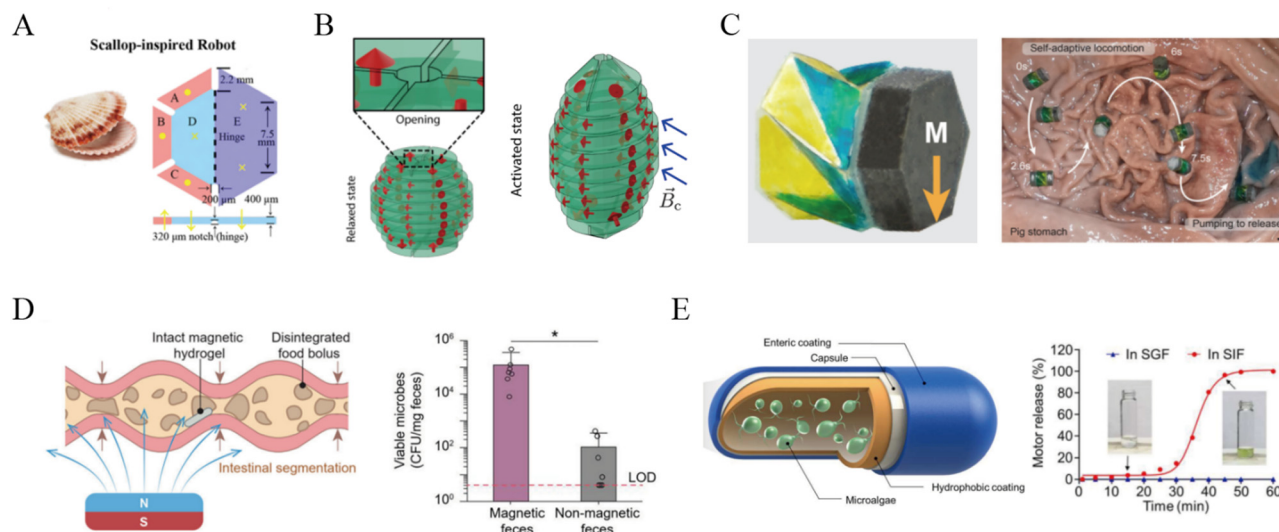 A
Scallop-inspired Robot
2.2 mm
A
B
D
E
Hinge
7.5
mm
C
200 μm
400 μm
320 μm notch (hinge)
B
Opening
Relaxed state
Activated state
B⃗c
C
M
Self-adaptive locomotion
0s
6s
2.6s
7.5s
Pumping to release
Pig stomach
D
Intact magnetic
hydrogel
Disintegrated
food bolus
Intestinal segmentation
N
S
Viable microbes
(CFU/mg feces)
10⁶
10⁴
10²
10⁰
*
LOD
Magnetic
feces
Non-magnetic
feces
E
Enteric coating
Capsule
Microalgae
Hydrophobic coating
Motor release (%)
In SGF
In SIF
120
100
80
60
40
20
0
0 10 20 30 40 50 60
Time (min)